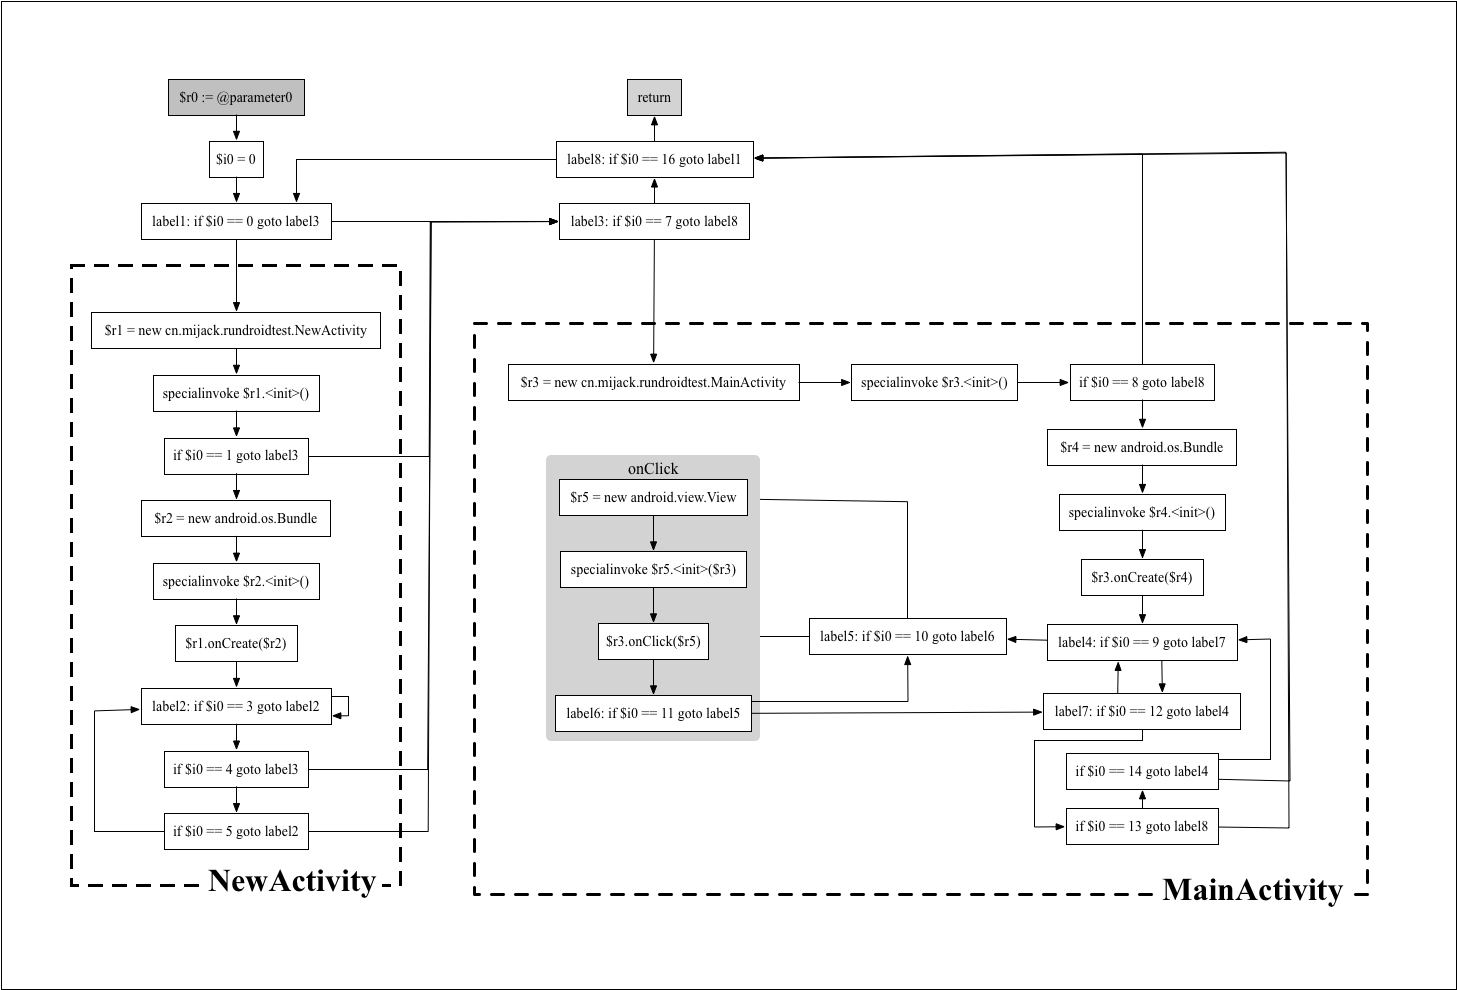 $r0 := @parameter0
$i0 = 0
label1: if $i0 == 0 goto label3
$r1 = new cn.mijack.rundroidtest.NewActivity
specialinvoke $r1.<init>()
if $i0 == 1 goto label3
$r2 = new android.os.Bundle
specialinvoke $r2.<init>()
$r1.onCreate($r2)
label2: if $i0 == 3 goto label2
if $i0 == 4 goto label3
if $i0 == 5 goto label2
NewActivity
return
label8: if $i0 == 16 goto label1
label3: if $i0 == 7 goto label8
$r3 = new cn.mijack.rundroidtest.MainActivity
specialinvoke $r3.<init>()
if $i0 == 8 goto label8
$r4 = new android.os.Bundle
specialinvoke $r4.<init>()
$r3.onCreate($r4)
label4: if $i0 == 9 goto label7
label5: if $i0 == 10 goto label6
onClick
$r5 = new android.view.View
specialinvoke $r5.<init>($r3)
$r3.onClick($r5)
label6: if $i0 == 11 goto label5
label7: if $i0 == 12 goto label4
if $i0 == 14 goto label4
if $i0 == 13 goto label8
MainActivity